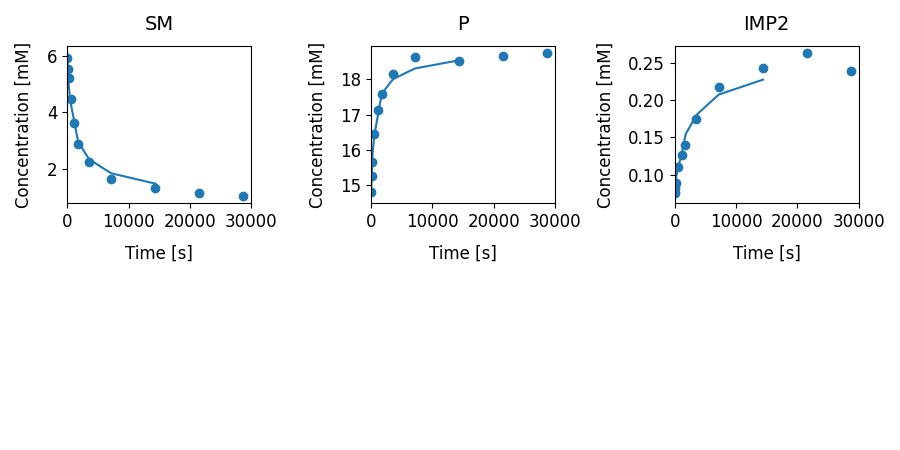 SM
P
IMP2
Concentration [mM]
6
4
2
0
10000
20000
30000
Time [s]
Concentration [mM]
18
17
16
15
0
10000
20000
30000
Time [s]
Concentration [mM]
0.25
0.20
0.15
0.10
0
10000
20000
30000
Time [s]